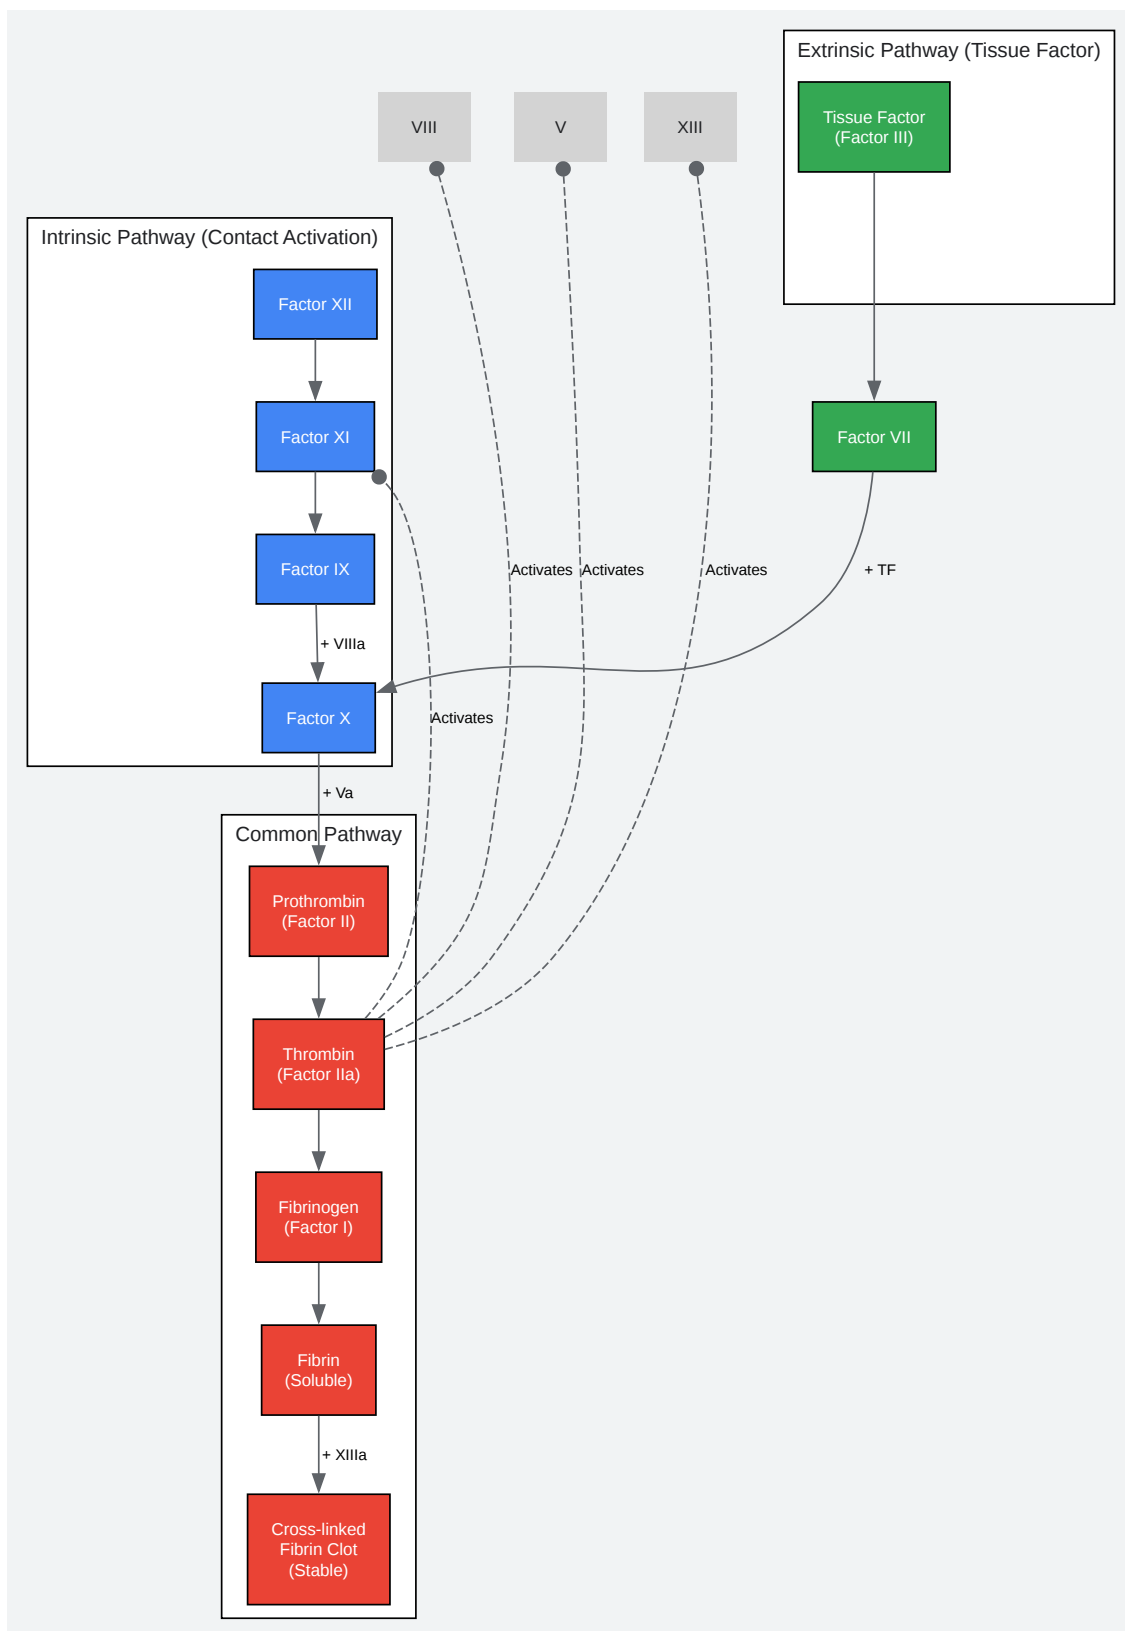 Extrinsic Pathway (Tissue Factor)
Tissue Factor
(Factor III)
VIII
V
XIII
Intrinsic Pathway (Contact Activation)
Factor XII
Factor XI
Factor VII
Factor IX
Activates
Activates
Activates
+ TF
+ VIIIa
Factor X
Activates
+ Va
Common Pathway
Prothrombin
(Factor II)
Thrombin
(Factor IIa)
Fibrinogen
(Factor I)
Fibrin
(Soluble)
+ XIIIa
Cross-linked
Fibrin Clot
(Stable)